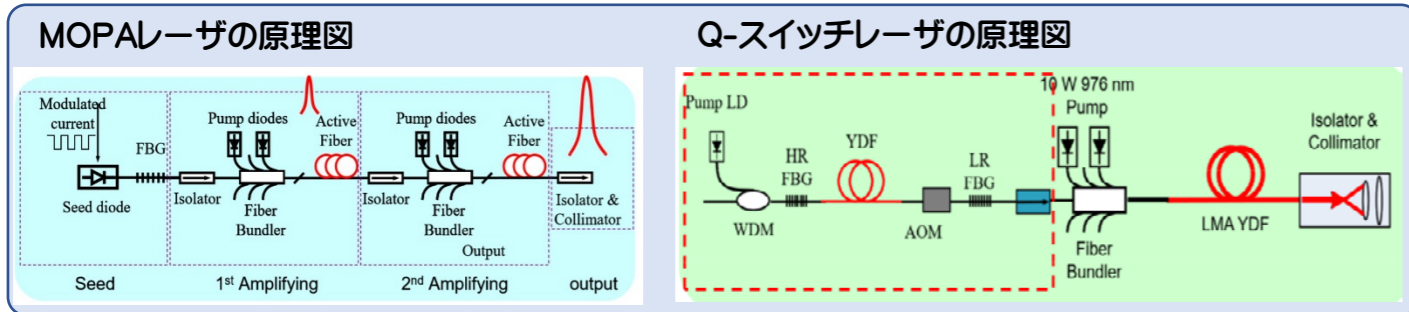 MOPAレーザの原理図
Modulated
current
FBG
Seed diode
Pump diodes
Active
Fiber
Isolator
Fiber
Bundler
Pump diodes
Active
Fiber
Isolator
Fiber
Bundler
Output
Isolator &
Collimator
Seed
1st Amplifying
2nd Amplifying
output
Q-スイッチレーザの原理図
Pump LD
HR
FBG
YDF
LR
FBG
WDM
AOM
10 W 976 nm
Pump
Fiber
Bundler
LMA YDF
Isolator &
Collimator